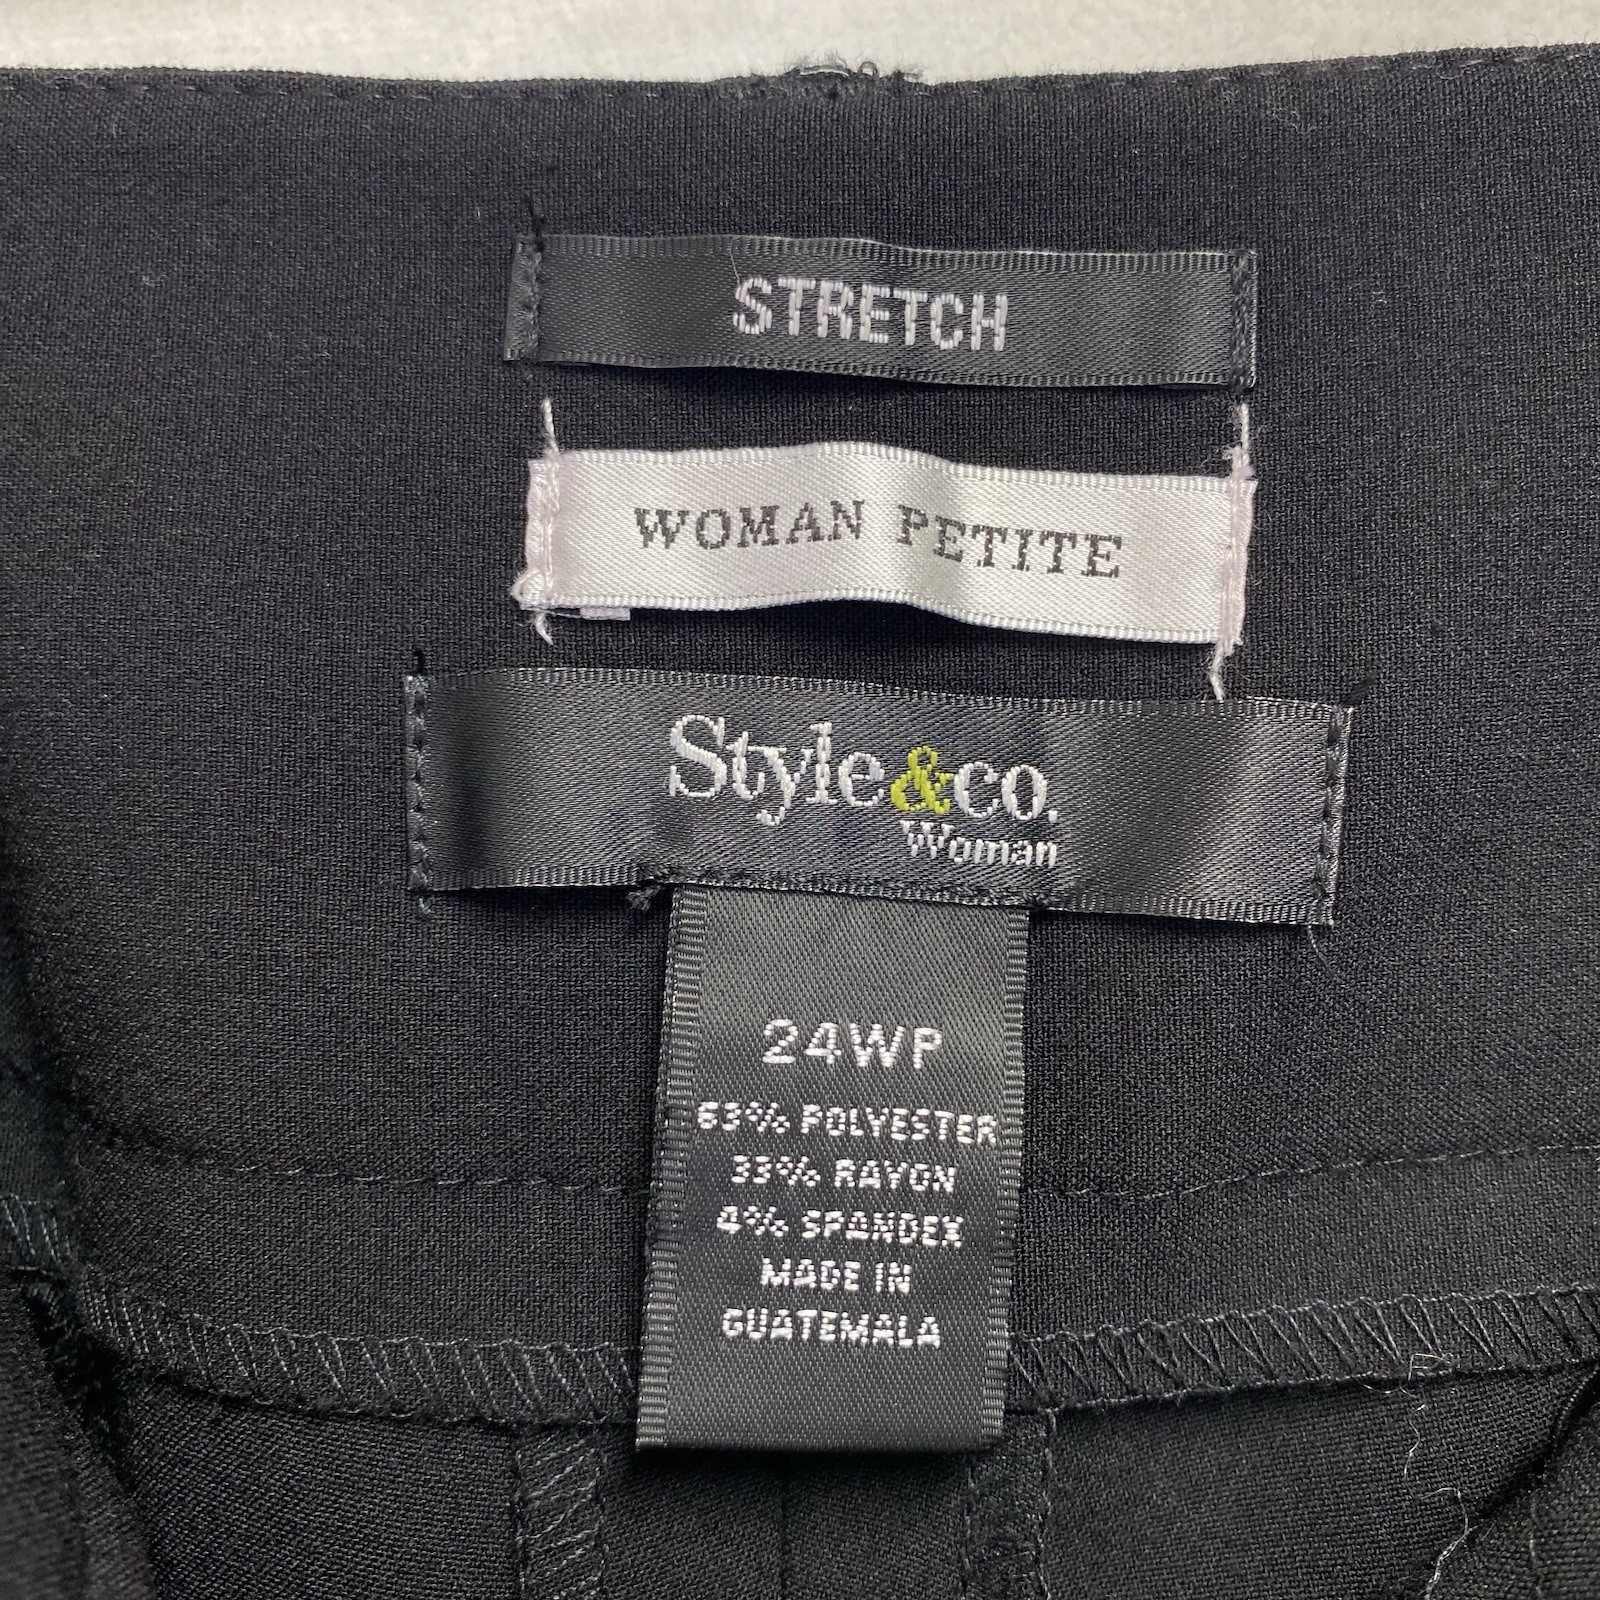 STRETCH
WOMAN PETITE
Style&co.
Woman
24WP
63% POLYESTER
33% RAYON
4% SPANDEX
MADE IN
GUATEMALA